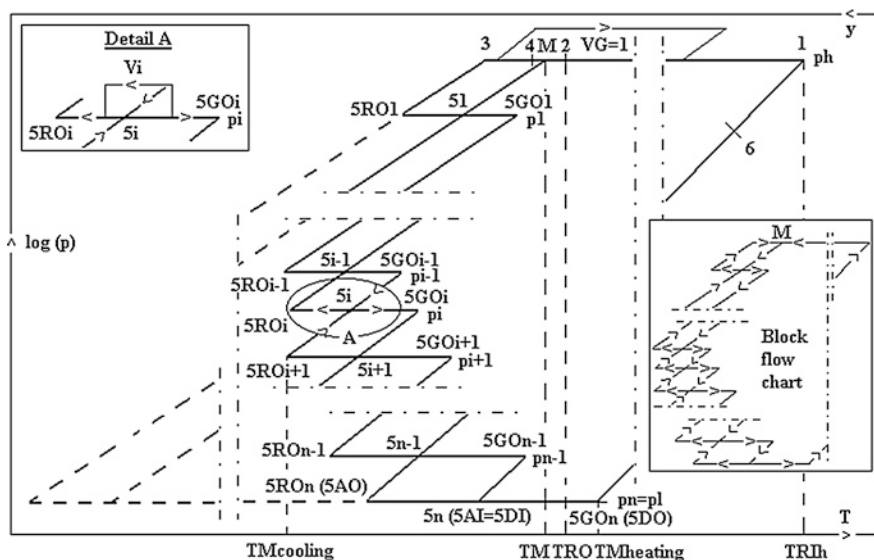 Detail A
Vi
5ROi 5i 5GOi pi
y
3 4 M 2 VG=1 1 ph
5RO1 51 5GO1 p1
6
log (p)
5ROi-1 5i-1 5GOi-1 pi-1
5ROi 5i 5GOi pi
A
5ROi+1 5i+1 5GOi+1 pi+1
M
Block
flow
chart
5ROn-1 5n-1 5GOn-1 pn-1
5ROn (5AO) 5n (5AI=5DI) 5GOn (5DO) pn=pl
T
TMcooling TM TRO TMheating TRIh